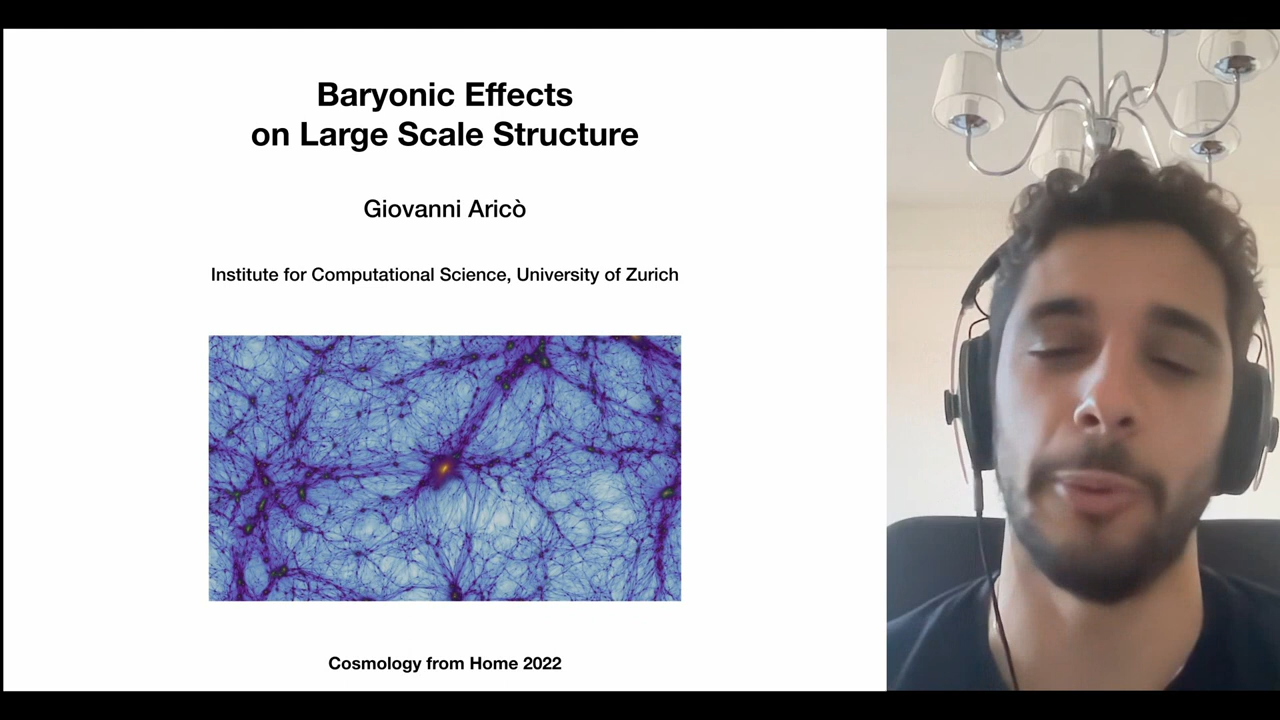 Baryonic Effects
on Large Scale Structure
Giovanni Aricò
Institute for Computational Science, University of Zurich
Cosmology from Home 2022